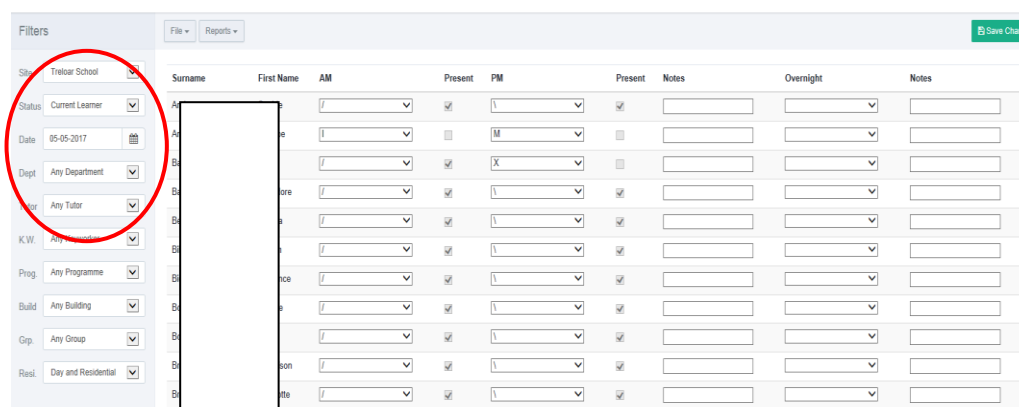 Filters
File Reports
Save Cha
Site Treloar School
Status Current Learner
Date 05-05-2017
Dept Any Department
Tutor Any Tutor
K.W. Any Keyworker
Prog. Any Programme
Build Any Building
Grp. Any Group
Resi. Day and Residential
Surname First Name AM Present PM Present Notes Overnight Notes
/ \
I M
/ X
/ \
/ \
/ \
/ \
/ \
/ \
/ \
/ \